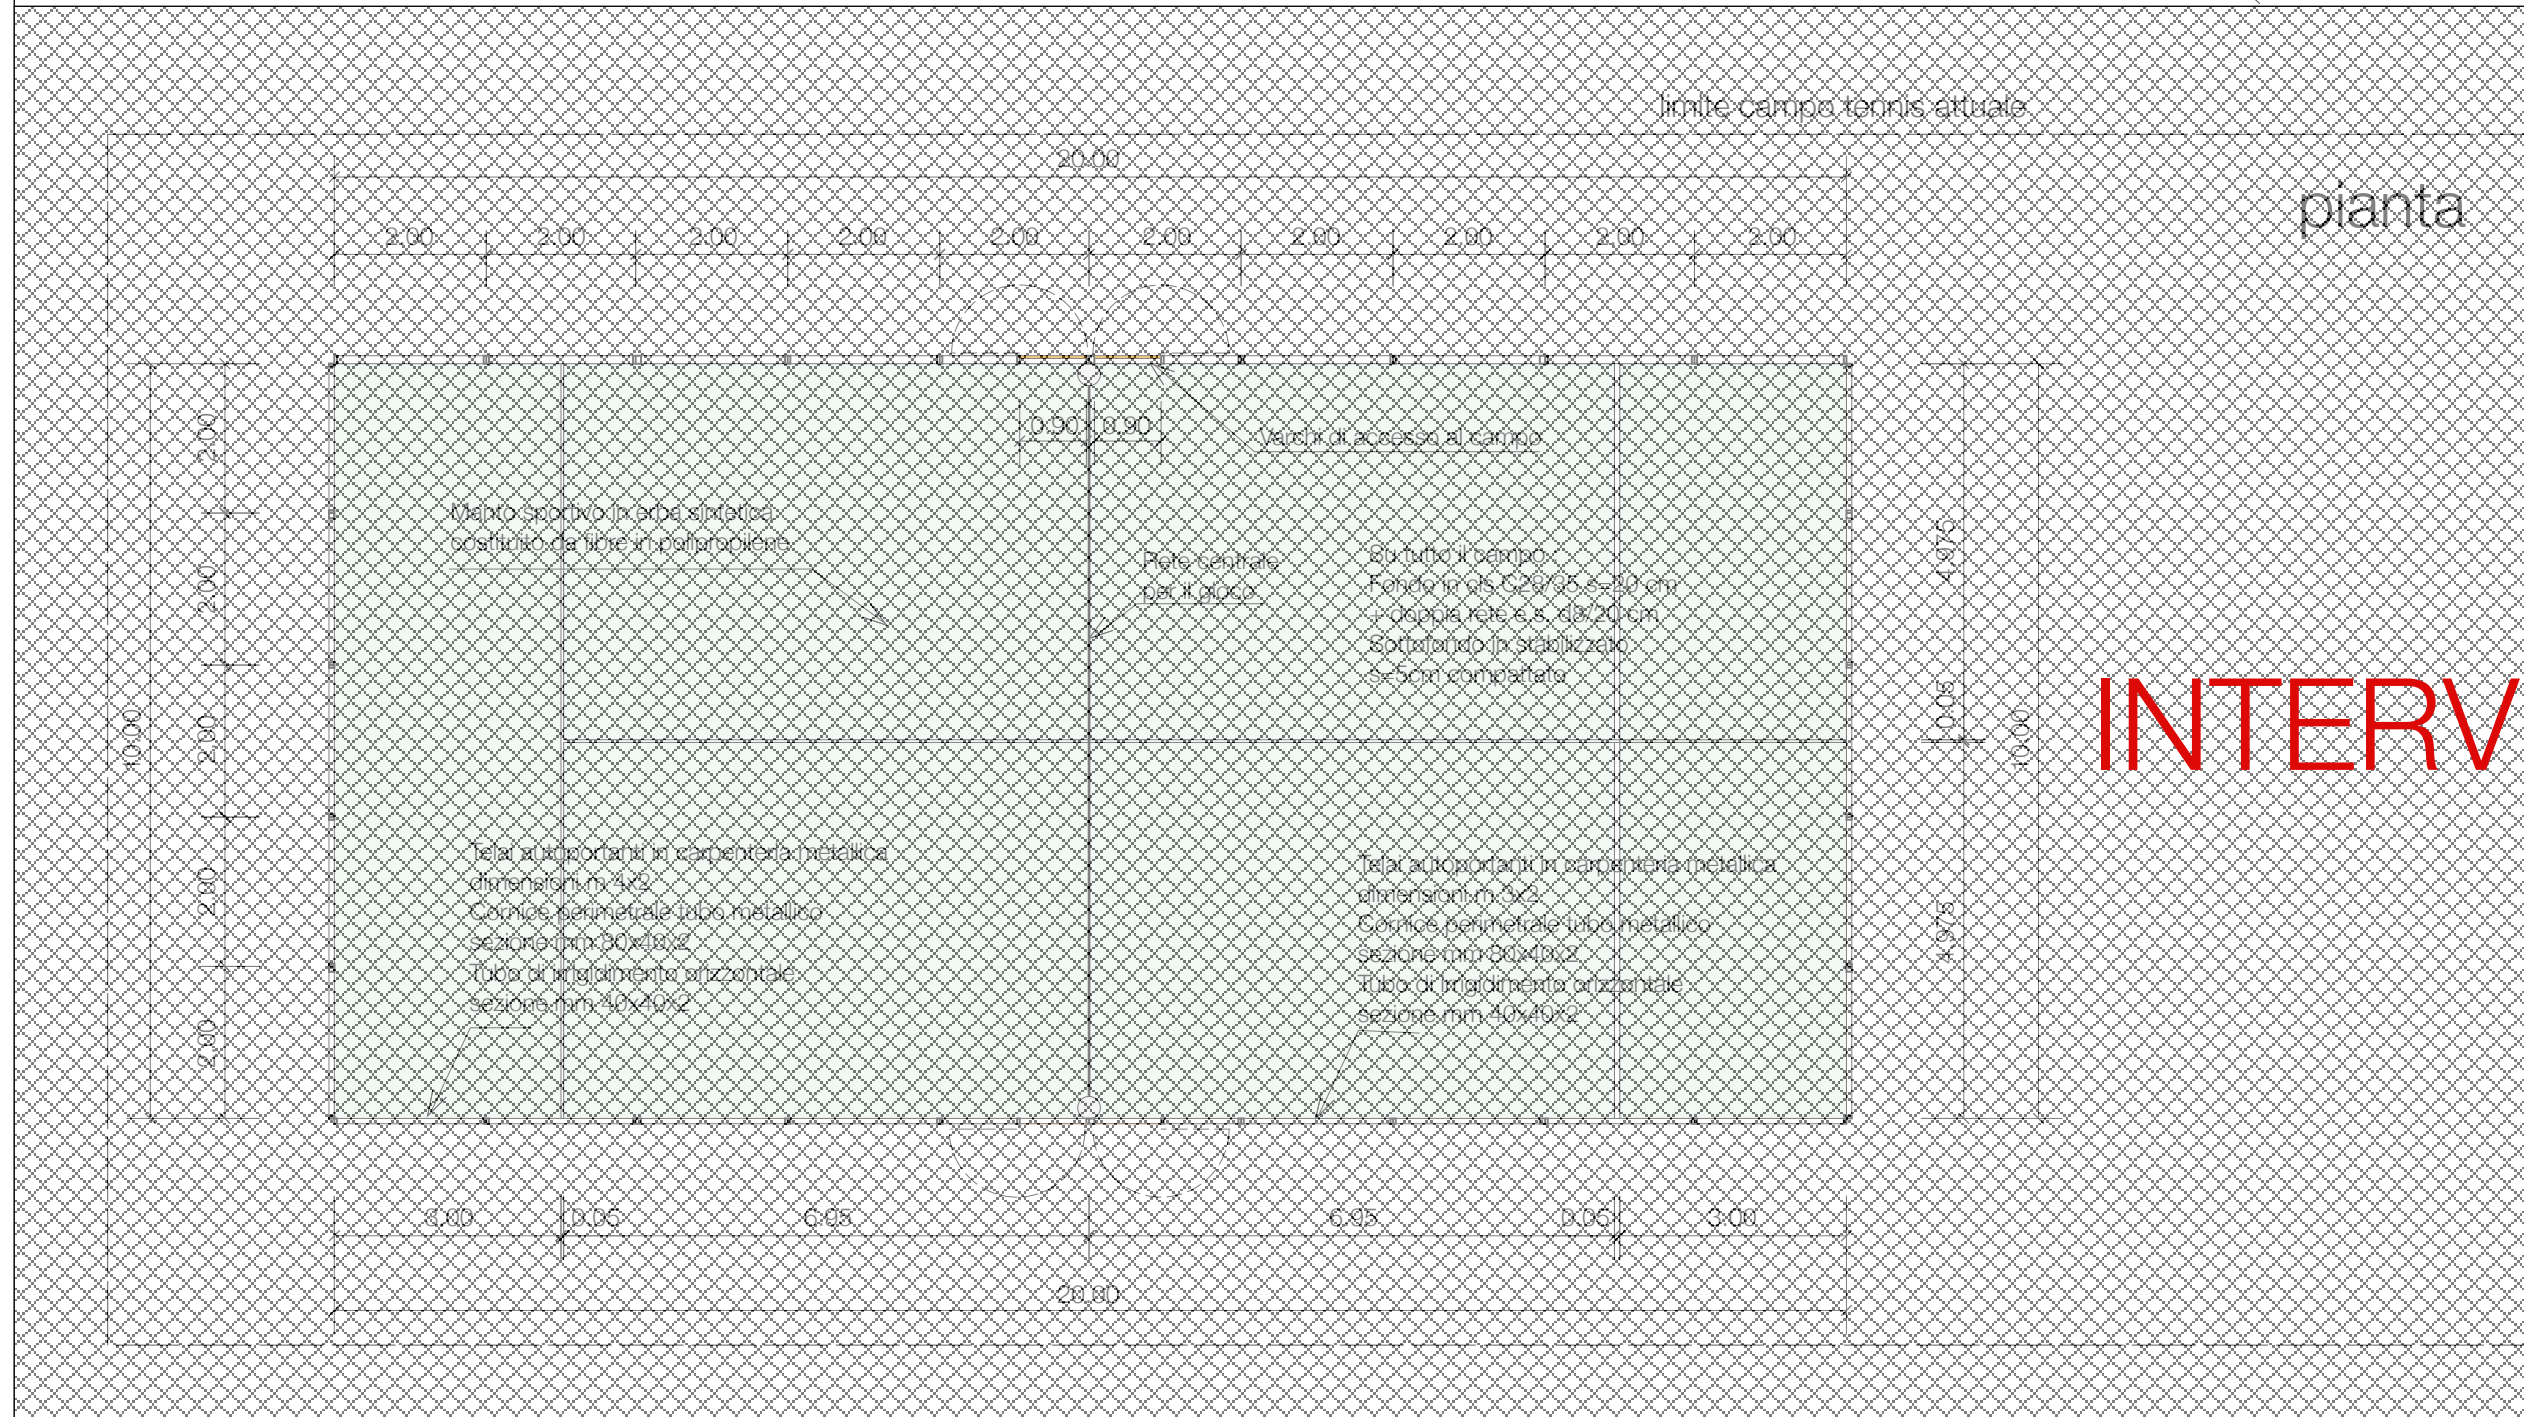 limite campo tennis attuale
20.00
pianta
2.00 2.00 2.00 2.00 2.00 2.00 2.00 2.00 2.00 2.00
0.90 0.90
Varchi di accesso al campo
2.00
2.00
2.00
2.00
2.00
10.00
Manto sportivo in erba sintetica
costituito da fibre in polipropilene
Rete centrale
per il gioco
Su tutto il campo :
Fondo in cls C28/35 s=20 cm
+ doppia rete e.s. d8/20 cm
Sottofondo in stabilizzato
s=5cm compattato
4.975
0.05
4.975
10.00
INTERV
Telai autoportanti in carpenteria metallica
dimensioni m 4x2
Cornice perimetrale tubo metallico
sezione mm 80x40x2
Tubo di irrigidimento orizzontale
sezione mm 40x40x2
Telai autoportanti in carpenteria metallica
dimensioni m 3x2
Cornice perimetrale tubo metallico
sezione mm 80x40x2
Tubo di irrigidimento orizzontale
sezione mm 40x40x2
3.00 0.05 6.95 6.95 0.05 3.00
20.00